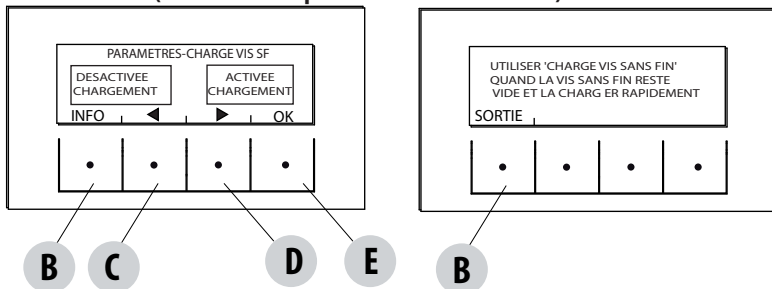 PARAMETRES-CHARGE VIS SF
DESACTIVEE
CHARGEMENT
ACTIVEE
CHARGEMENT
INFO
OK
B
C
D
E
UTILISER 'CHARGE VIS SANS FIN'
QUAND LA VIS SANS FIN RESTE
VIDE ET LA CHARG ER RAPIDEMENT
SORTIE
B